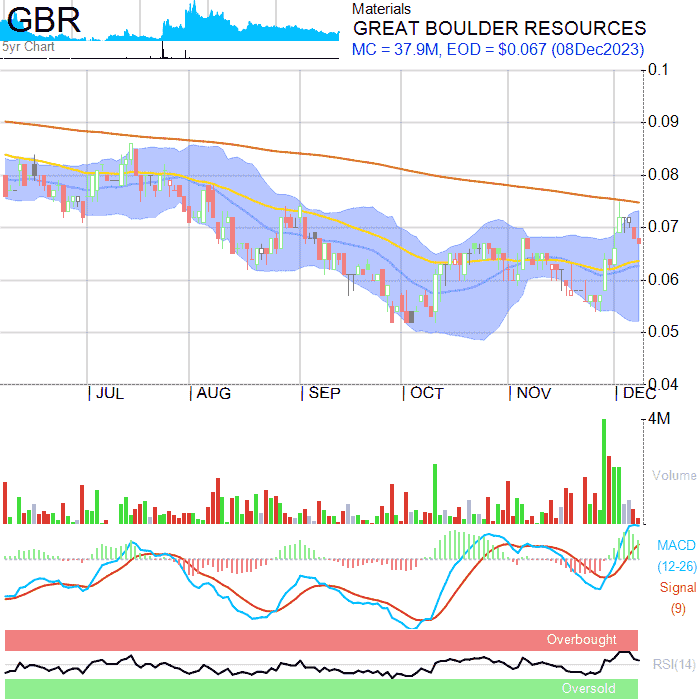 GBR
5yr Chart
Materials
GREAT BOULDER RESOURCES
MC = 37.9M, EOD = $0.067 (08Dec2023)
0.1
0.09
0.08
0.07
0.06
0.05
0.04
JUL AUG SEP OCT NOV DEC
4M
Volume
MACD
(12-26)
Signal
(9)
Overbought
RSI(14)
Oversold